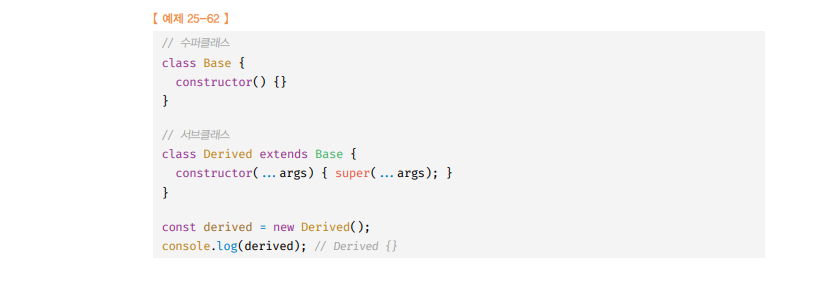 【 예제 25-62 】
// 수퍼클래스
class Base {
  constructor() {}
}
// 서브클래스
class Derived extends Base {
  constructor(...args) { super(...args); }
}
const derived = new Derived();
console.log(derived); // Derived {}